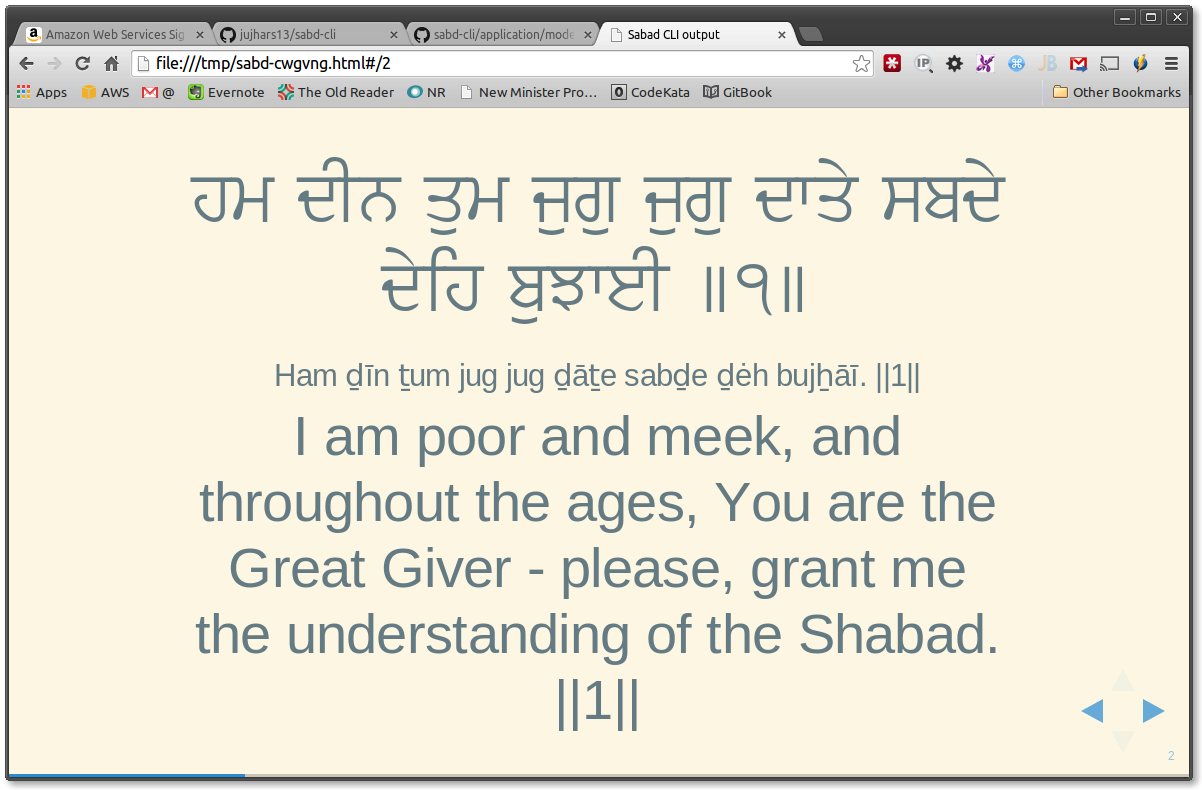 Amazon Web Services Sig
jujhars13/sabd-cli
sabd-cli/application/mode
Sabad CLI output
file:///tmp/sabd-cwgvng.html#/2
IP
JB
Apps
AWS
@
Evernote
The Old Reader
NR
New Minister Pro…
CodeKata
GitBook
Other Bookmarks
ਹਮ ਦੀਨ ਤੁਮ ਜੁਗੁ ਜੁਗੁ ਦਾਤੇ ਸਬਦੇ
ਦੇਹਿ ਬੁਝਾਈ ॥੧॥
Ham ḏīn ṯum jug jug ḏāṯe sabḏe ḏėh bujẖāī. ||1||
I am poor and meek, and
throughout the ages, You are the
Great Giver - please, grant me
the understanding of the Shabad.
||1||
2